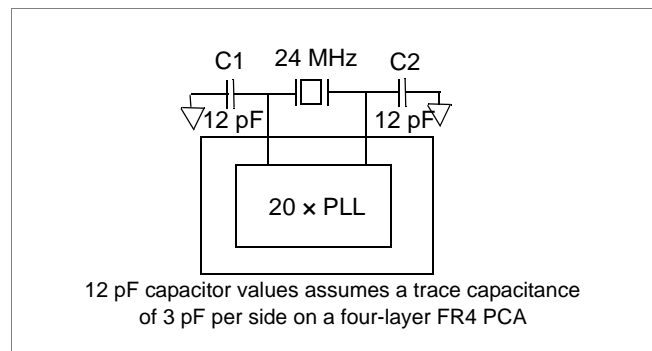 C1 24 MHz C2
12 pF 12 pF
20 × PLL
12 pF capacitor values assumes a trace capacitance
of 3 pF per side on a four-layer FR4 PCA